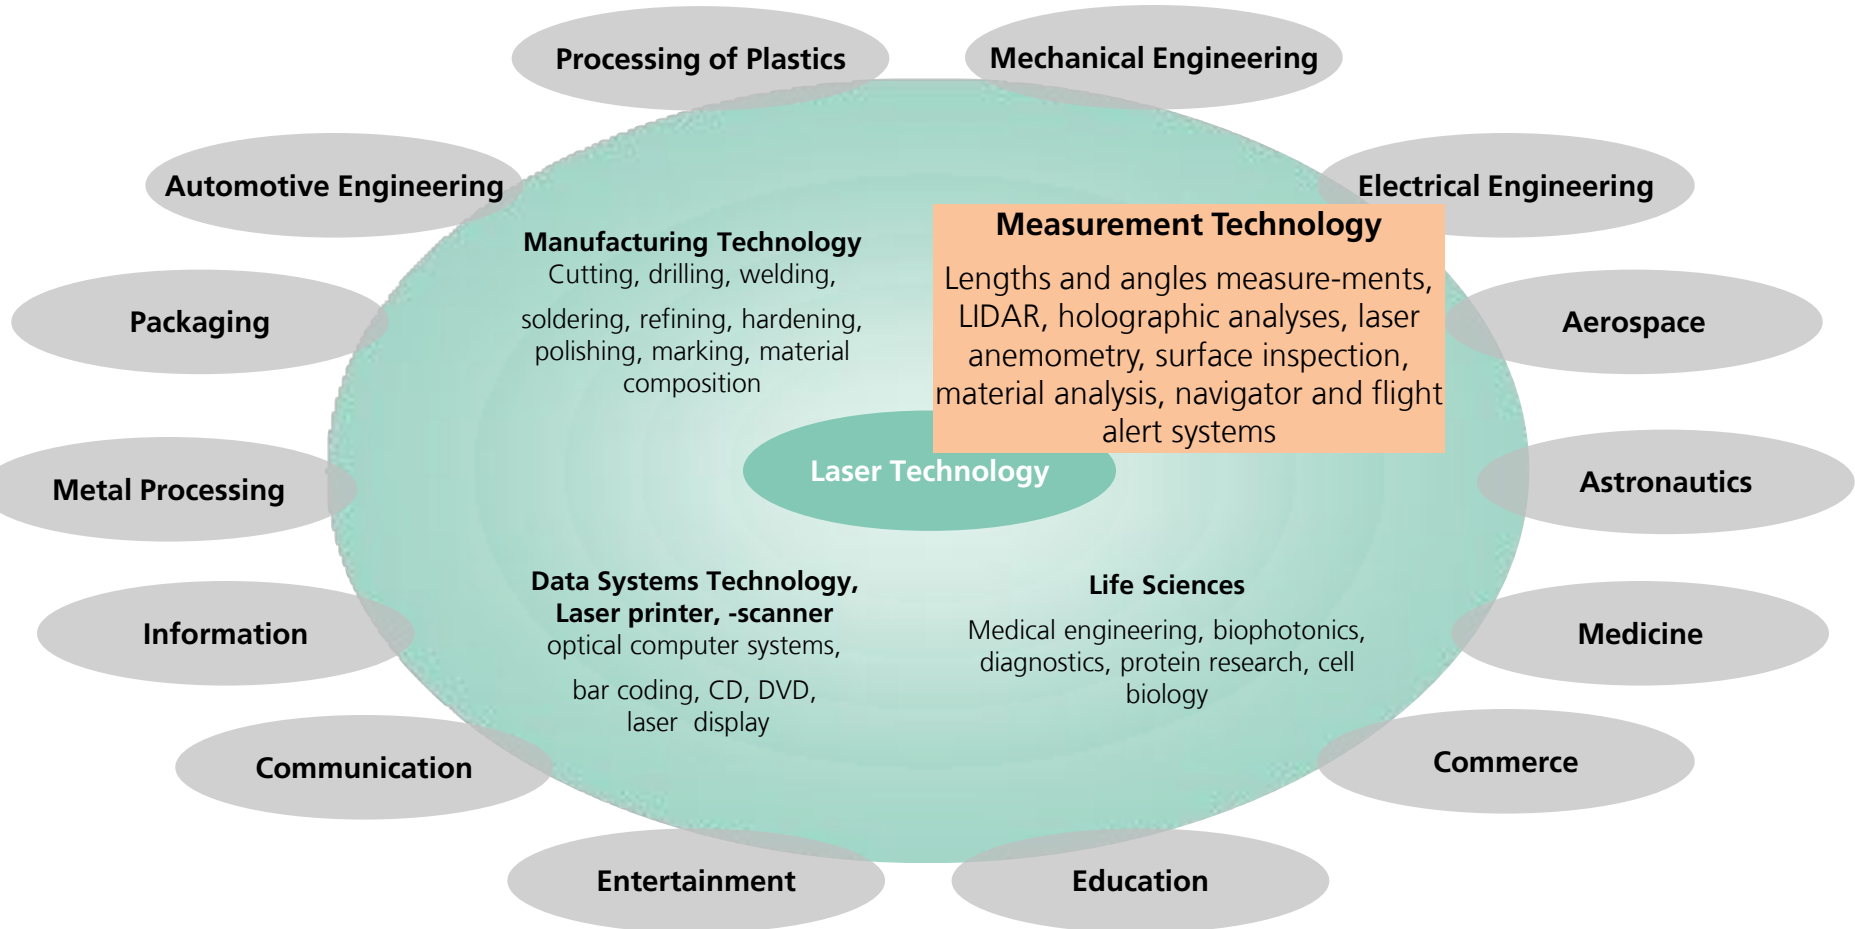 Processing of Plastics
Mechanical Engineering
Automotive Engineering
Electrical Engineering
Manufacturing Technology
Cutting, drilling, welding,
soldering, refining, hardening,
polishing, marking, material
composition
Measurement Technology
Lengths and angles measure-ments,
LIDAR, holographic analyses, laser
anemometry, surface inspection,
material analysis, navigator and flight
alert systems
Packaging
Aerospace
Laser Technology
Metal Processing
Astronautics
Data Systems Technology,
Laser printer, -scanner
optical computer systems,
bar coding, CD, DVD,
laser display
Life Sciences
Medical engineering, biophotonics,
diagnostics, protein research, cell
biology
Information
Medicine
Communication
Commerce
Entertainment
Education